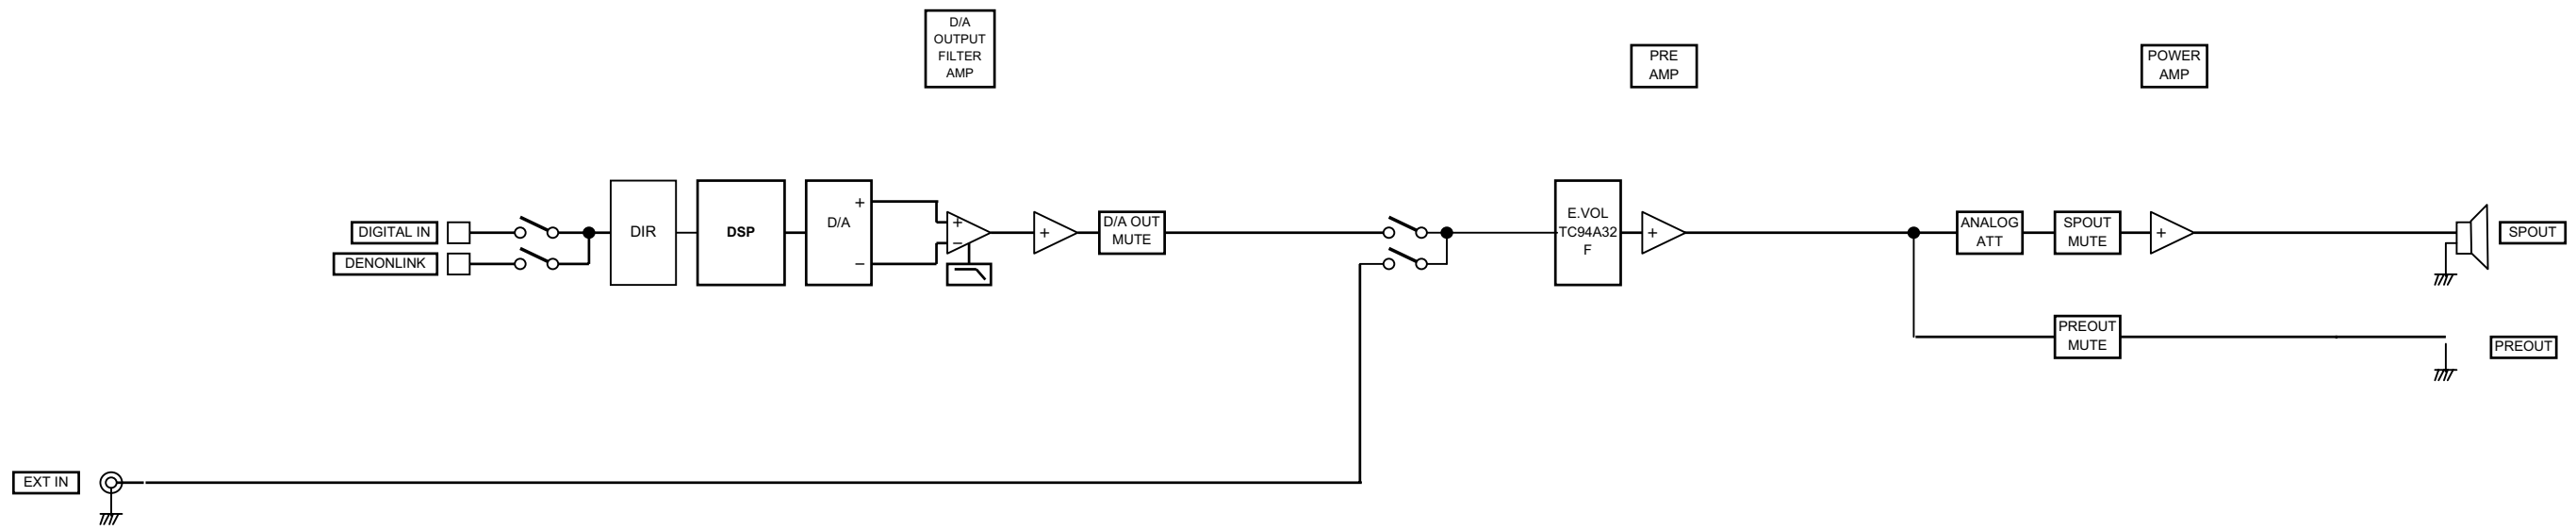 D/A
OUTPUT
FILTER
AMP
PRE
AMP
POWER
AMP
DIGITAL IN
DENONLINK
DIR
DSP
D/A
+
−
+
−
+
D/A OUT
MUTE
E.VOL
TC94A32
F
+
ANALOG
ATT
SPOUT
MUTE
+
SPOUT
PREOUT
MUTE
PREOUT
EXT IN